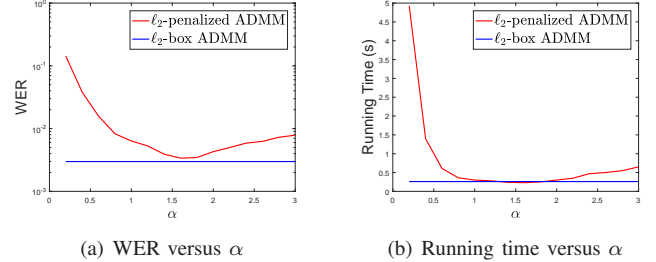 10^0
10^-1
10^-2
10^-3
WER
ℓ2-penalized ADMM
ℓ2-box ADMM
0 0.5 1 1.5 2 2.5 3
α
(a) WER versus α
5
4.5
4
3.5
3
2.5
2
1.5
1
0.5
0
Running Time (s)
ℓ2-penalized ADMM
ℓ2-box ADMM
0 0.5 1 1.5 2 2.5 3
α
(b) Running time versus α